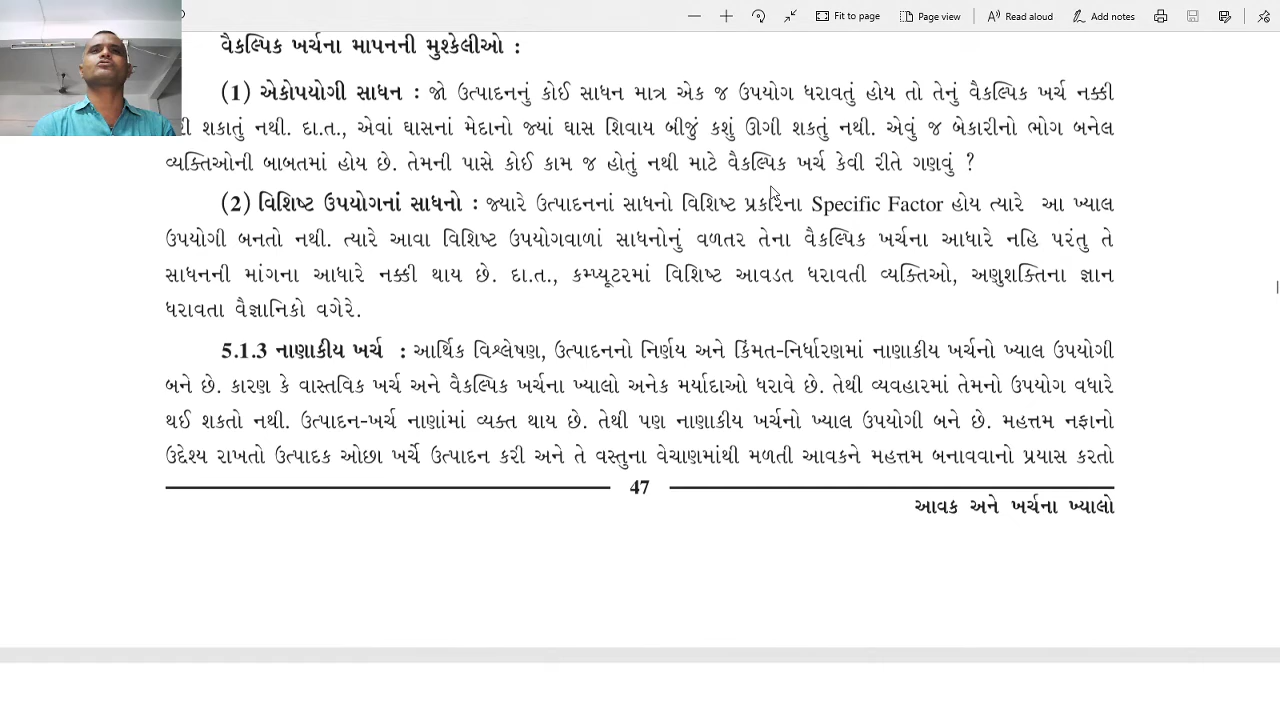 Fit to page
Page view
Read aloud
Add notes
વૈકલ્પિક ખર્ચના માપનની મુશ્કેલીઓ :
(1) એકોપયોગી સાધન : જો ઉત્પાદનનું કોઈ સાધન માત્ર એક જ ઉપયોગ ધરાવતું હોય તો તેનું વૈકલ્પિક ખર્ચ નક્કી
શકાતું નથી. દા.ત., એવાં ઘાસનાં મેદાનો જ્યાં ઘાસ સિવાય બીજું કશું ઊગી શકતું નથી. એવું જ બેકારીનો ભોગ બનેલ
વ્યક્તિઓની બાબતમાં હોય છે. તેમની પાસે કોઈ કામ જ હોતું નથી માટે વૈકલ્પિક ખર્ચ કેવી રીતે ગણવું ?
(2) વિશિષ્ટ ઉપયોગનાં સાધનો : જ્યારે ઉત્પાદનનાં સાધનો વિશિષ્ટ પ્રકારના Specific Factor હોય ત્યારે આ ખ્યાલ
ઉપયોગી બનતો નથી. ત્યારે આવા વિશિષ્ટ ઉપયોગવાળાં સાધનોનું વળતર તેના વૈકલ્પિક ખર્ચના આધારે નહિ પરંતુ તે
સાધનની માંગના આધારે નક્કી થાય છે. દા.ત., કમ્પ્યૂટરમાં વિશિષ્ટ આવડત ધરાવતી વ્યક્તિઓ, અણુશક્તિના જ્ઞાન
ધરાવતા વૈજ્ઞાનિકો વગેરે.
5.1.3 નાણાકીય ખર્ચ : આર્થિક વિશ્લેષણ, ઉત્પાદનનો નિર્ણય અને કિંમત-નિર્ધારણમાં નાણાકીય ખર્ચનો ખ્યાલ ઉપયોગી
બને છે. કારણ કે વાસ્તવિક ખર્ચ અને વૈકલ્પિક ખર્ચના ખ્યાલો અનેક મર્યાદાઓ ધરાવે છે. તેથી વ્યવહારમાં તેમનો ઉપયોગ વધારે
થઈ શકતો નથી. ઉત્પાદન-ખર્ચ નાણાંમાં વ્યક્ત થાય છે. તેથી પણ નાણાકીય ખર્ચનો ખ્યાલ ઉપયોગી બને છે. મહત્તમ નફાનો
ઉદ્દેશ્ય રાખતો ઉત્પાદક ઓછા ખર્ચે ઉત્પાદન કરી અને તે વસ્તુના વેચાણમાંથી મળતી આવકને મહત્તમ બનાવવાનો પ્રયાસ કરતો
47
આવક અને ખર્ચના ખ્યાલો